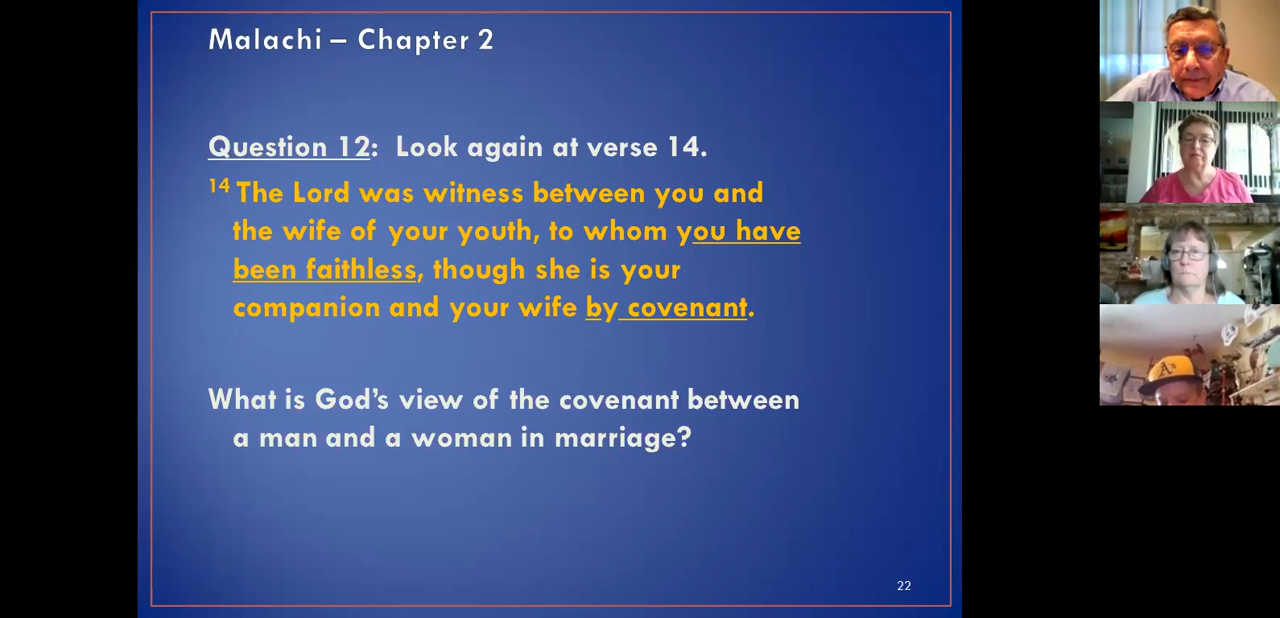 Malachi – Chapter 2
Question 12:  Look again at verse 14.
14 The Lord was witness between you and
the wife of your youth, to whom you have
been faithless, though she is your
companion and your wife by covenant.
What is God’s view of the covenant between
a man and a woman in marriage?
22
A's